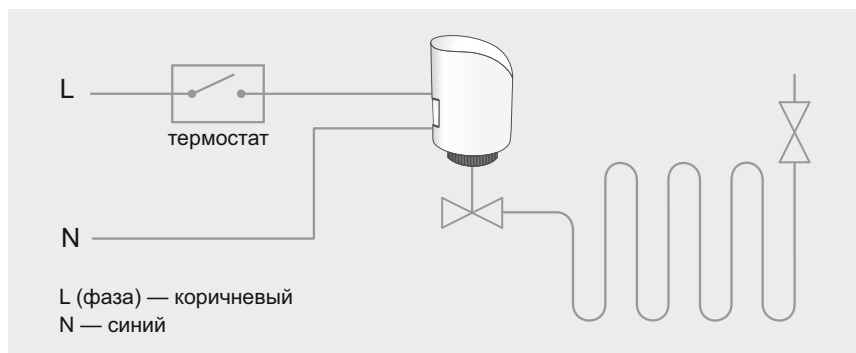 L
термостат
N
L (фаза) — коричневый
N — синий